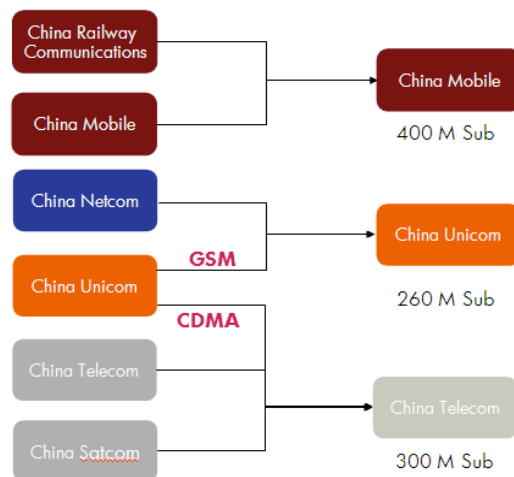 China Railway
Communications
China Mobile
China Mobile
400 M Sub
China Netcom
China Unicom
GSM
China Unicom
260 M Sub
CDMA
China Telecom
China Telecom
China Satcom
300 M Sub